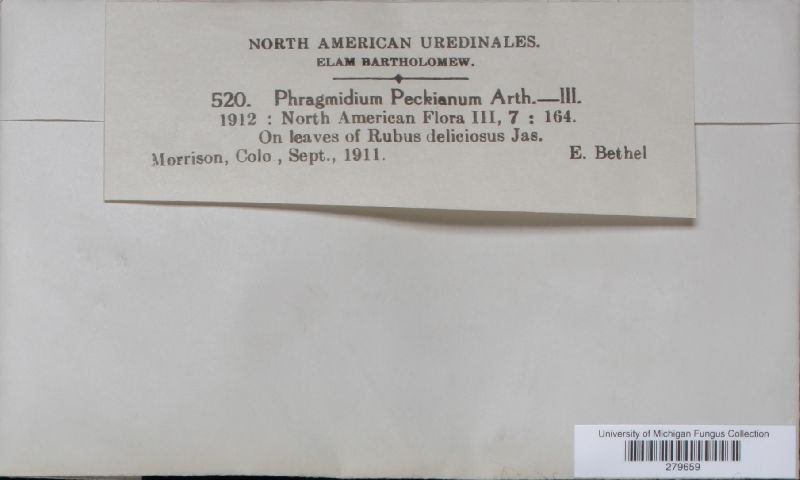 NORTH AMERICAN UREDINALES.
ELAM BARTHOLOMEW.
520. Phragmidium Peckianum Arth.—III.
1912 : North American Flora III, 7 : 164.
On leaves of Rubus deliciosus Jas.
Morrison, Colo., Sept., 1911. E. Bethel
University of Michigan Fungus Collection
279659